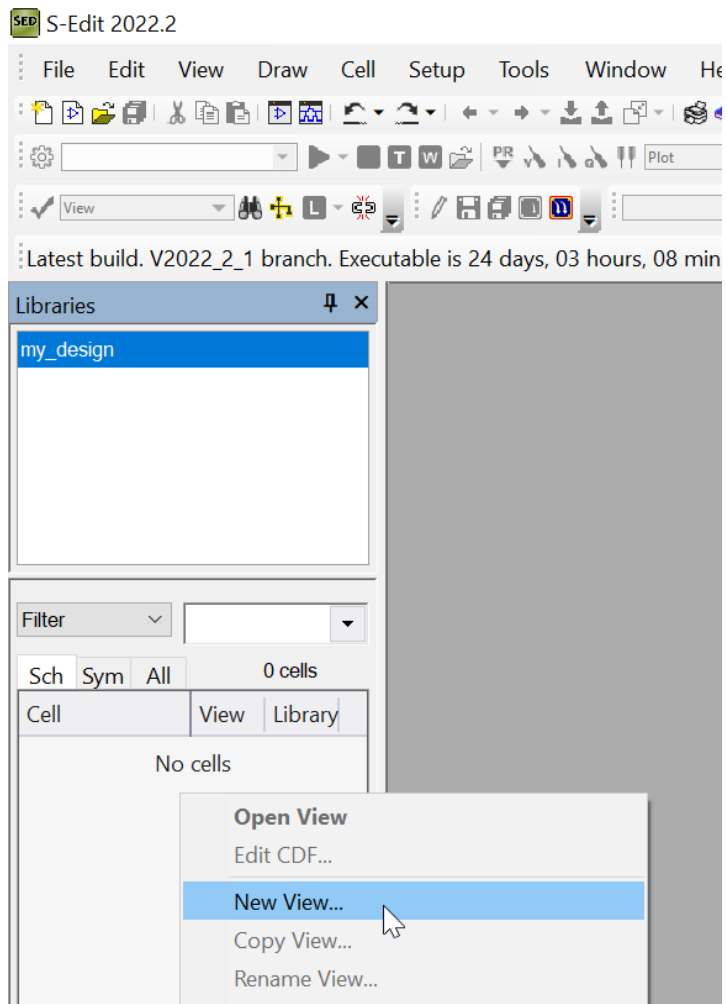 SED S-Edit 2022.2
File Edit View Draw Cell Setup Tools Window He
T W PR Plot
View L
Latest build. V2022_2_1 branch. Executable is 24 days, 03 hours, 08 min
Libraries
my_design
Filter
Sch Sym All 0 cells
Cell View Library
No cells
Open View
Edit CDF...
New View...
Copy View...
Rename View...